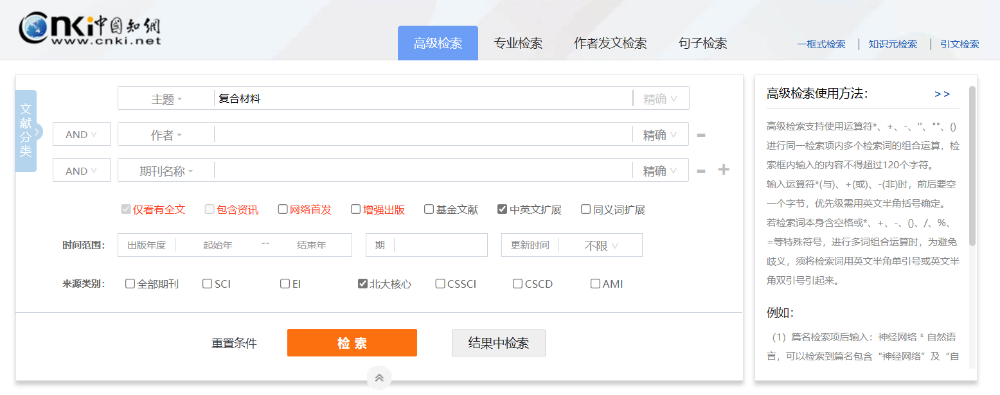 cnki中国知网
www.cnki.net
高级检索 专业检索 作者发文检索 句子检索 一框式检索 知识元检索 引文检索
文献分类
主题 复合材料 精确
AND 作者 精确
AND 期刊名称 精确
仅看有全文 包含资讯 网络首发 增强出版 基金文献 中英文扩展 同义词扩展
时间范围: 出版年度 起始年 -- 结束年 期 更新时间 不限
来源类别: 全部期刊 SCI EI 北大核心 CSSCI CSCD AMI
重置条件 检索 结果中检索
高级检索使用方法: >>
高级检索支持使用运算符*、+、-、''、""、()
进行同一检索项内多个检索词的组合运算，检
索框内输入的内容不得超过120个字符。
输入运算符*(与)、+(或)、-(非)时，前后要空
一个字节，优先级需用英文半角括号确定。
若检索词本身含空格或*、+、-、()、/、%、
=等特殊符号，进行多词组合运算时，为避免
歧义，须将检索词用英文半角单引号或英文半
角双引号引起来。
例如：
（1）篇名检索项后输入：神经网络 * 自然语
言，可以检索到篇名包含“神经网络”及“自